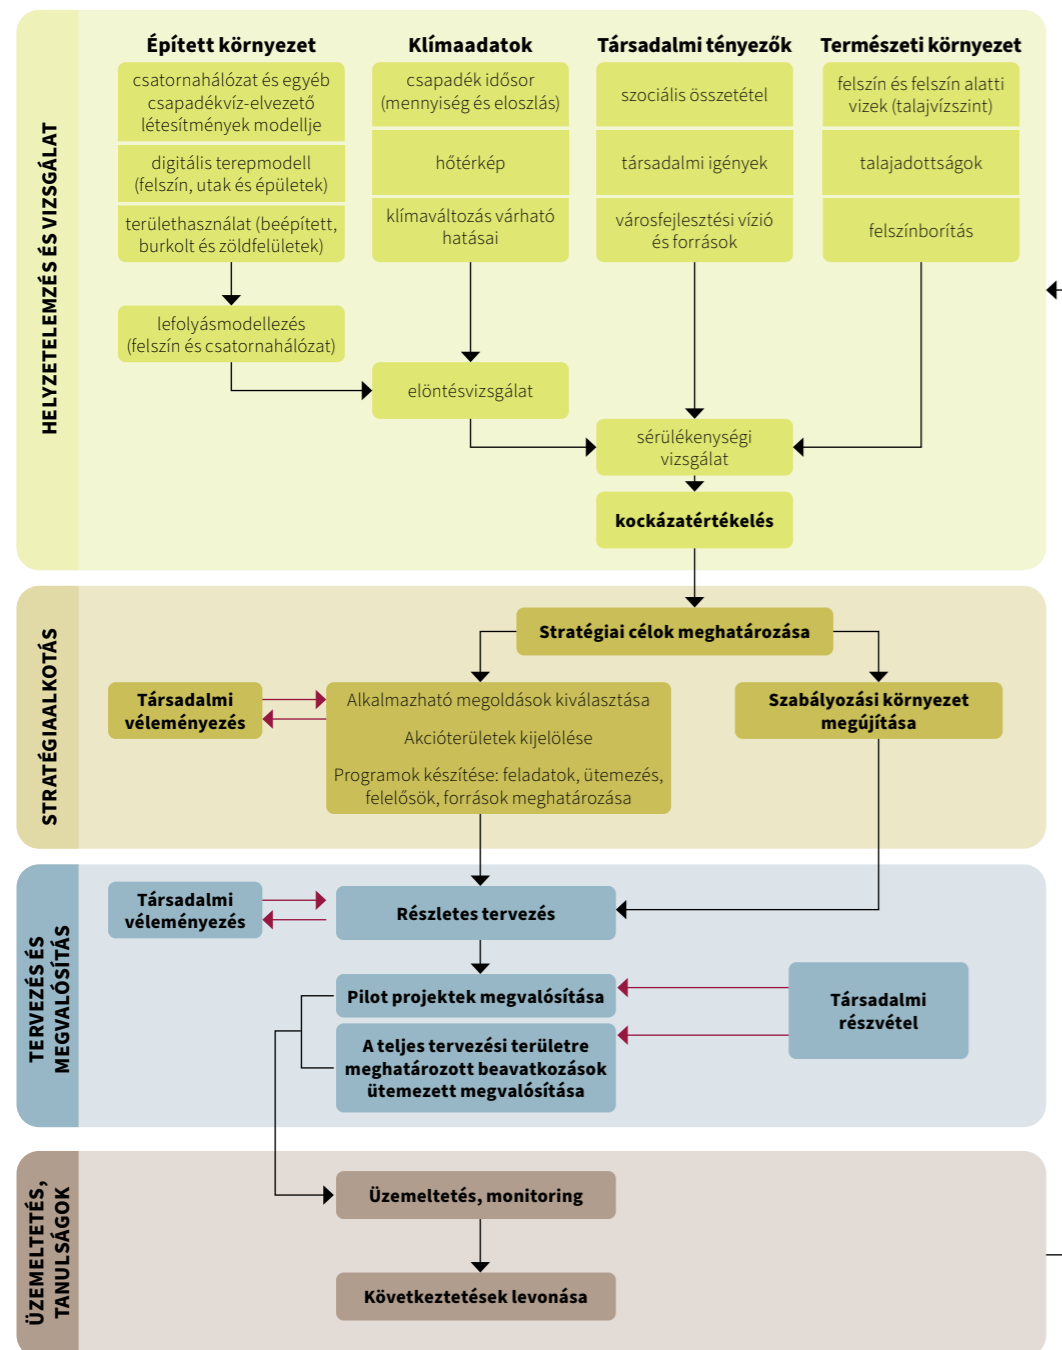 HELYZETELEMZÉS ÉS VIZSGÁLAT
Épített környezet
csatornahálózat és egyéb
csapadékvíz-elvezető
létesítmények modellje
digitális terepmodell
(felszín, utak és épületek)
területhasználat (beépített,
burkolt és zöldfelületek)
lefolyásmodellezés
(felszín és csatornahálózat)
Klímaadatok
csapadék idősor
(mennyiség és eloszlás)
hőtérkép
klímaváltozás várható
hatásai
elöntésvizsgálat
Társadalmi tényezők
szociális összetétel
társadalmi igények
városfejlesztési vízió
és források
Természeti környezet
felszín és felszín alatti
vizek (talajvízszint)
talajadottságok
felszínborítás
sérülékenységi
vizsgálat
kockázatértékelés
STRATÉGIAALKOTÁS
Stratégiai célok meghatározása
Társadalmi
véleményezés
Alkalmazható megoldások kiválasztása
Akcióterületek kijelölése
Programok készítése: feladatok, ütemezés,
felelősök, források meghatározása
Szabályozási környezet
megújítása
TERVEZÉS ÉS
MEGVALÓSÍTÁS
Társadalmi
véleményezés
Részletes tervezés
Pilot projektek megvalósítása
A teljes tervezési területre
meghatározott beavatkozások
ütemezett megvalósítása
Társadalmi
részvétel
ÜZEMELTETÉS,
TANULSÁGOK
Üzemeltetés, monitoring
Következtetések levonása